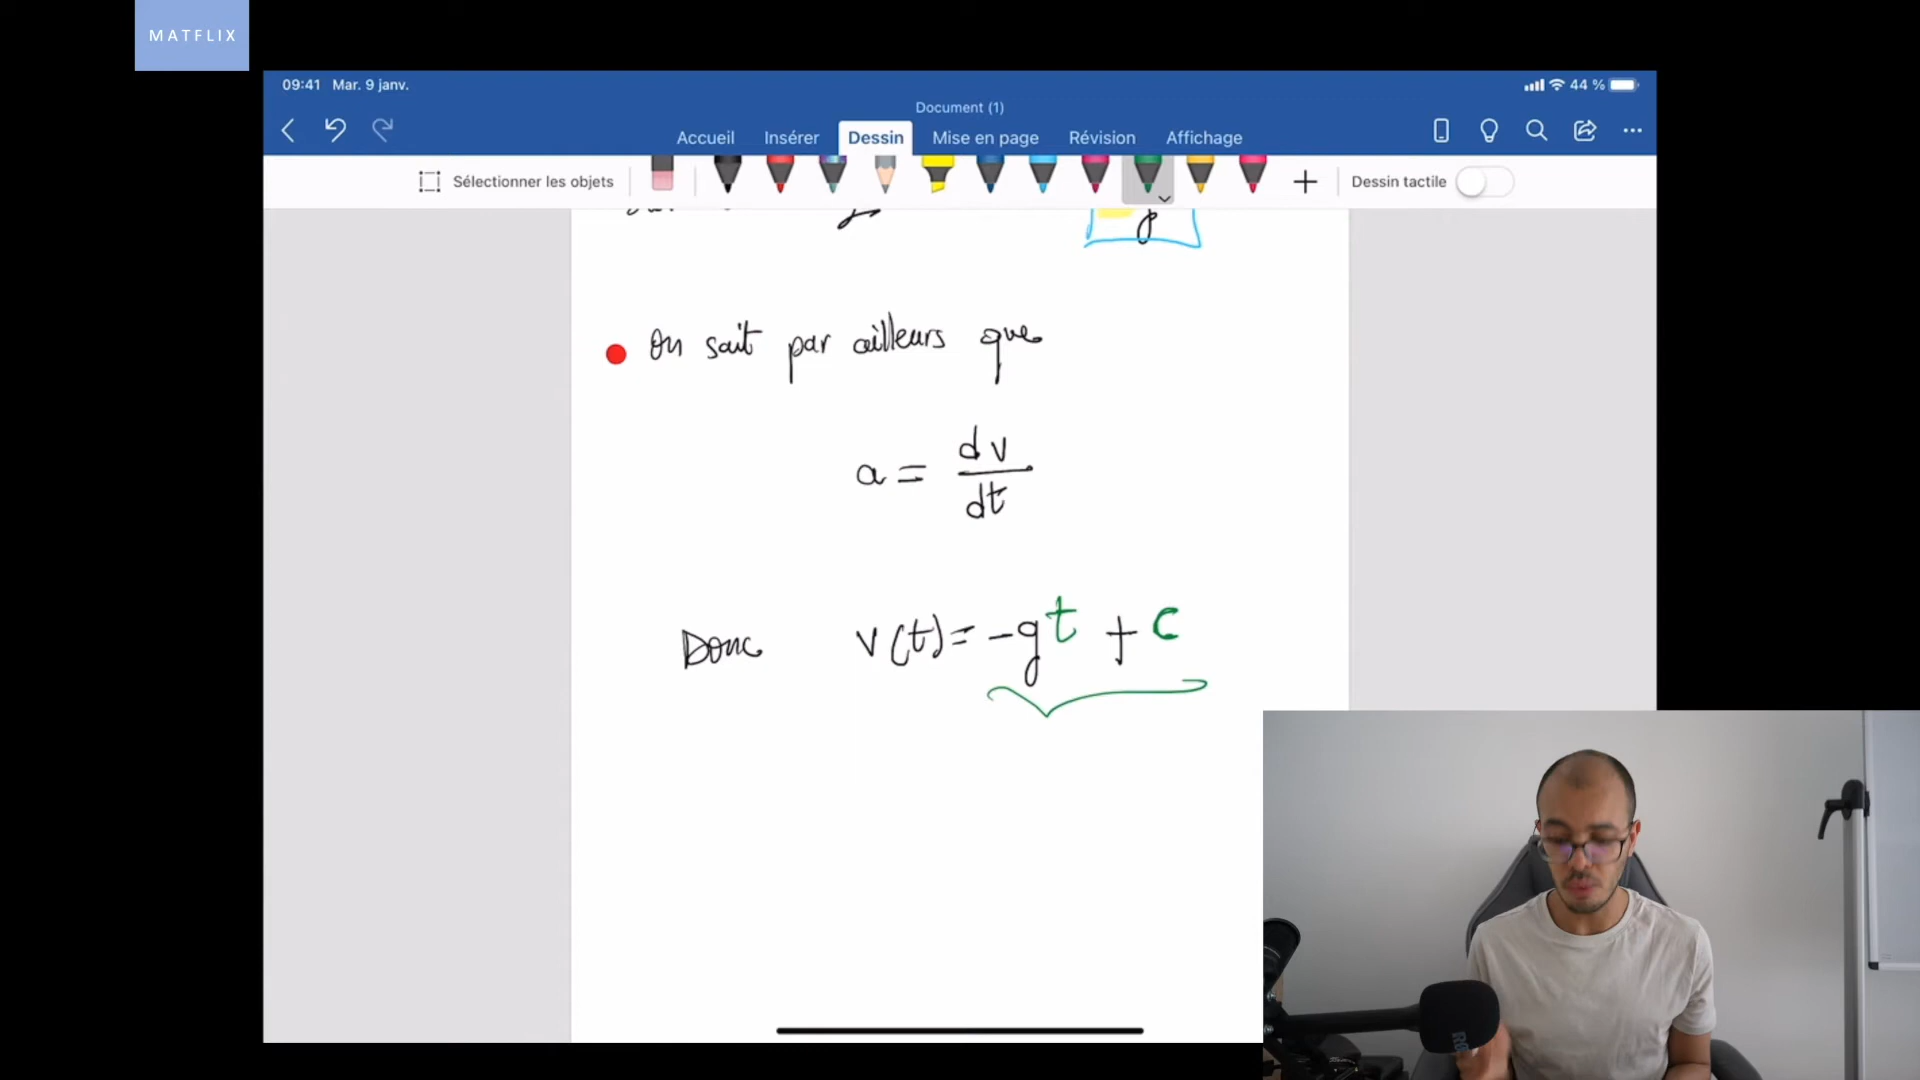 MATFLIX
09:41 Mar. 9 janv.
44 %
Document (1)
Accueil Insérer Dessin Mise en page Révision Affichage
Sélectionner les objets
Dessin tactile
On sait par ailleurs que
a = dv
dt
Donc v(t) = -gt + c